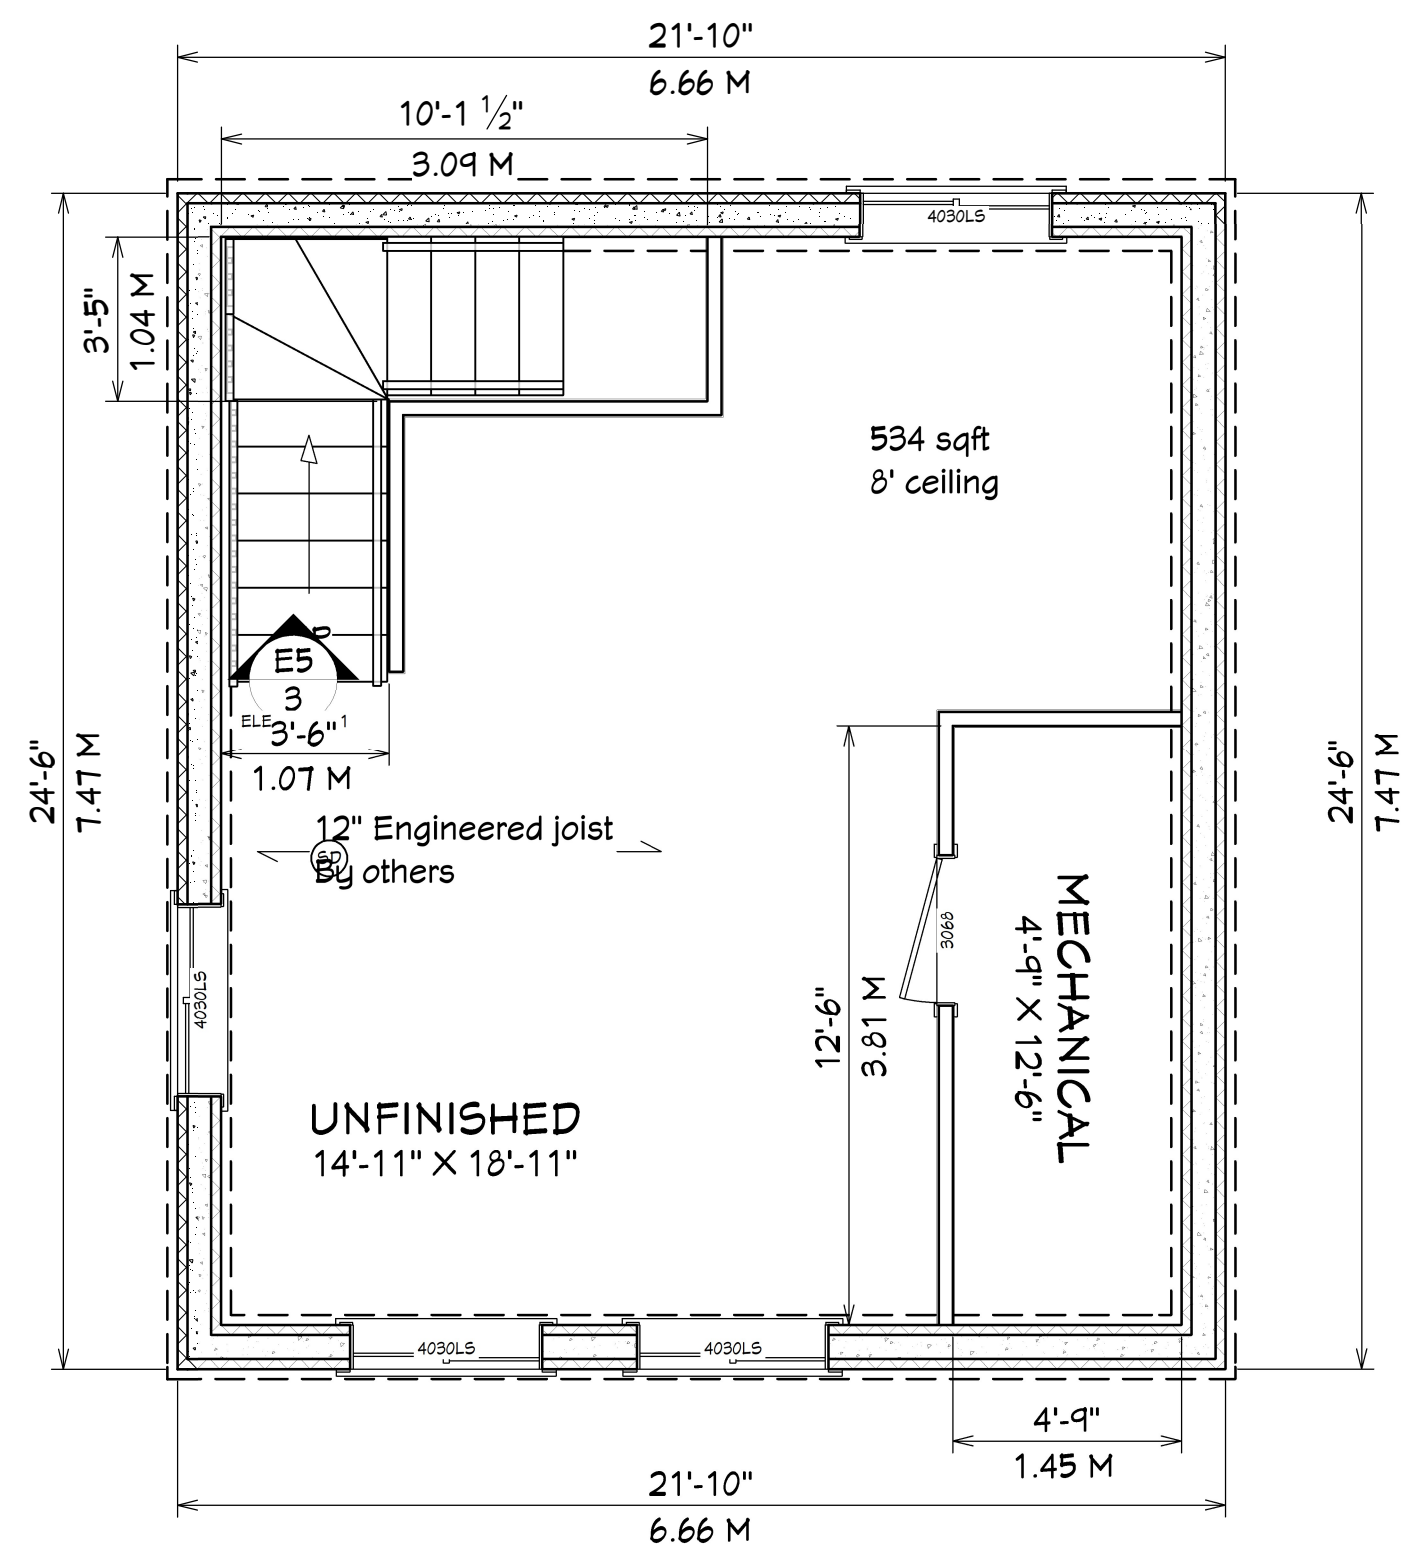 21'-10"
6.66 M
10'-1 1/2"
3.09 M
4030LS
3'-5"
1.04 M
534 sqft
8' ceiling
E5
3
3'-6"
1.07 M
24'-6"
7.47 M
24'-6"
7.47 M
12" Engineered joist
SD
By others
3068
MECHANICAL
4'-9" X 12'-6"
4030LS
12'-6"
3.81 M
UNFINISHED
14'-11" X 18'-11"
4030LS
4030LS
4'-9"
1.45 M
21'-10"
6.66 M